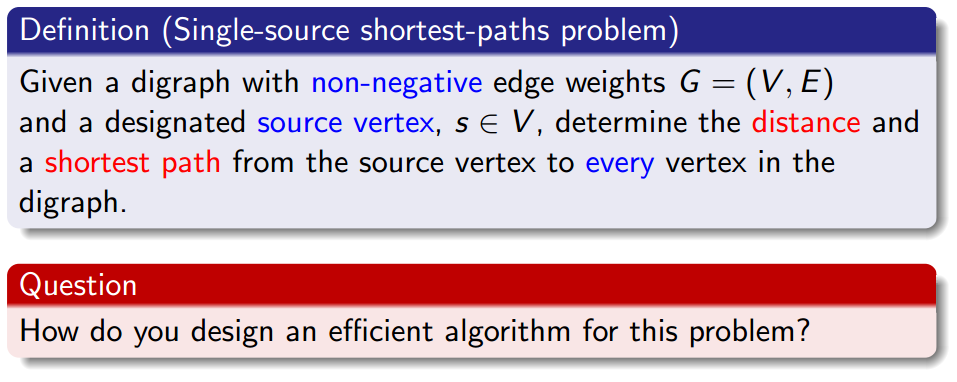 Definition (Single-source shortest-paths problem)
Given a digraph with non-negative edge weights G = (V, E)
and a designated source vertex, s ∈ V, determine the distance and
a shortest path from the source vertex to every vertex in the
digraph.
Question
How do you design an efficient algorithm for this problem?